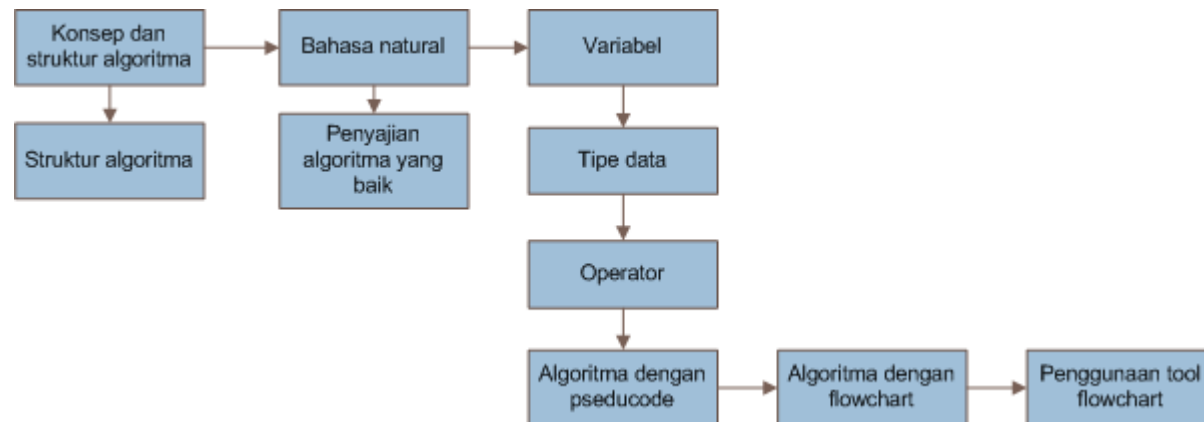 Konsep dan
struktur algoritma
Bahasa natural
Variabel
Struktur algoritma
Penyajian
algoritma yang
baik
Tipe data
Operator
Algoritma dengan
pseducode
Algoritma dengan
flowchart
Penggunaan tool
flowchart